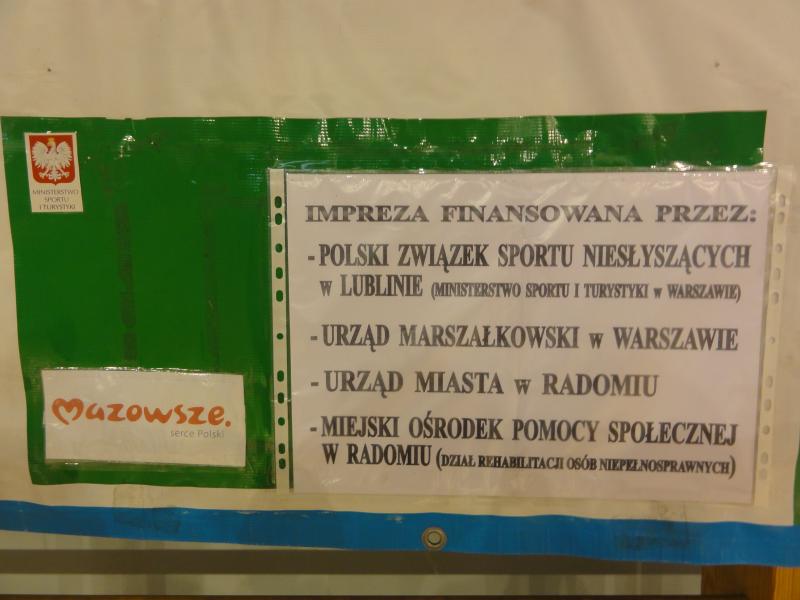 MINISTERSTWO
SPORTU
I TURYSTYKI
IMPREZA FINANSOWANA PRZEZ:
- POLSKI ZWIĄZEK SPORTU NIESŁYSZĄCYCH
w LUBLINIE (MINISTERSTWO SPORTU I TURYSTYKI w WARSZAWIE)
- URZĄD MARSZAŁKOWSKI w WARSZAWIE
- URZĄD MIASTA w RADOMIU
- MIEJSKI OŚRODEK POMOCY SPOŁECZNEJ
W RADOMIU (DZIAŁ REHABILITACJI OSÓB NIEPEŁNOSPRAWNYCH)
Mazowsze.
serce Polski